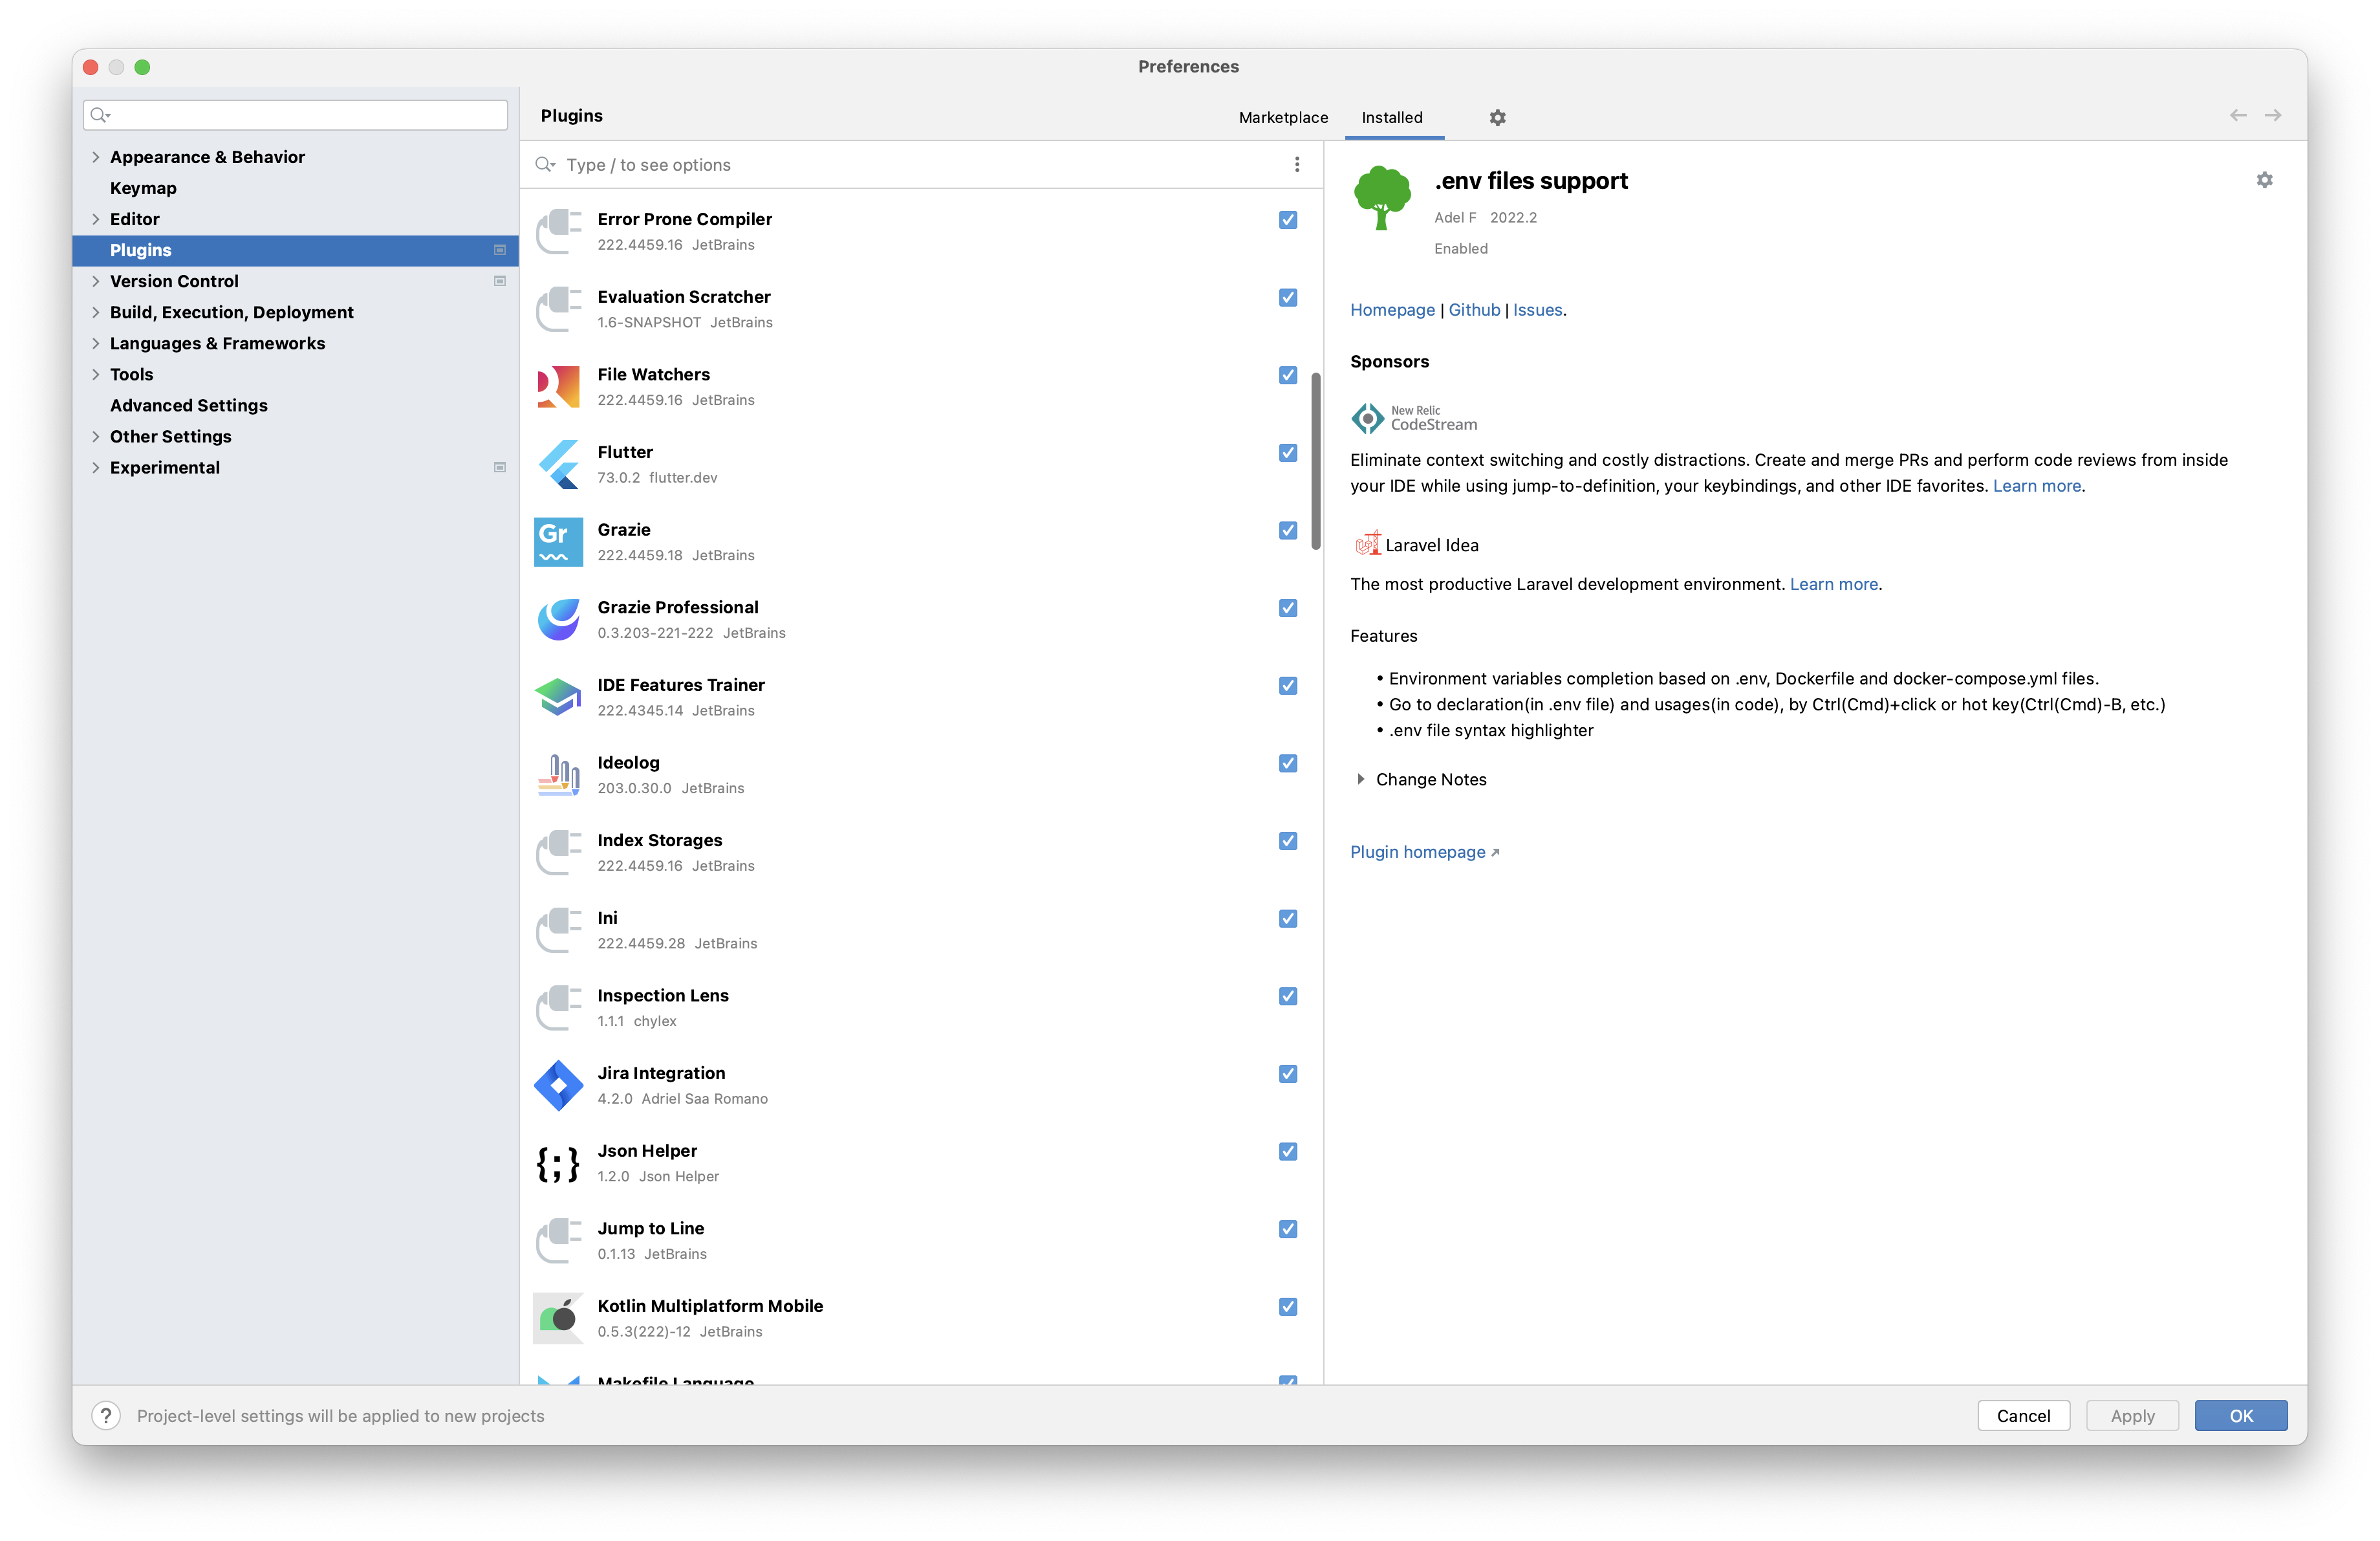 Preferences
Appearance & Behavior
Keymap
Editor
Plugins
Version Control
Build, Execution, Deployment
Languages & Frameworks
Tools
Advanced Settings
Other Settings
Experimental
Plugins
Marketplace
Installed
Type / to see options
Error Prone Compiler
222.4459.16 JetBrains
Evaluation Scratcher
1.6-SNAPSHOT JetBrains
File Watchers
222.4459.16 JetBrains
Flutter
73.0.2 flutter.dev
Gr
Grazie
222.4459.18 JetBrains
Grazie Professional
0.3.203-221-222 JetBrains
IDE Features Trainer
222.4345.14 JetBrains
Ideolog
203.0.30.0 JetBrains
Index Storages
222.4459.16 JetBrains
Ini
222.4459.28 JetBrains
Inspection Lens
1.1.1 chylex
Jira Integration
4.2.0 Adriel Saa Romano
{;}
Json Helper
1.2.0 Json Helper
Jump to Line
0.1.13 JetBrains
Kotlin Multiplatform Mobile
0.5.3(222)-12 JetBrains
Makefile Language
.env files support
Adel F 2022.2
Enabled
Homepage | Github | Issues.
Sponsors
New Relic
CodeStream
Eliminate context switching and costly distractions. Create and merge PRs and perform code reviews from inside
your IDE while using jump-to-definition, your keybindings, and other IDE favorites. Learn more.
Laravel Idea
The most productive Laravel development environment. Learn more.
Features
• Environment variables completion based on .env, Dockerfile and docker-compose.yml files.
• Go to declaration(in .env file) and usages(in code), by Ctrl(Cmd)+click or hot key(Ctrl(Cmd)-B, etc.)
• .env file syntax highlighter
Change Notes
Plugin homepage
?
Project-level settings will be applied to new projects
Cancel
Apply
OK